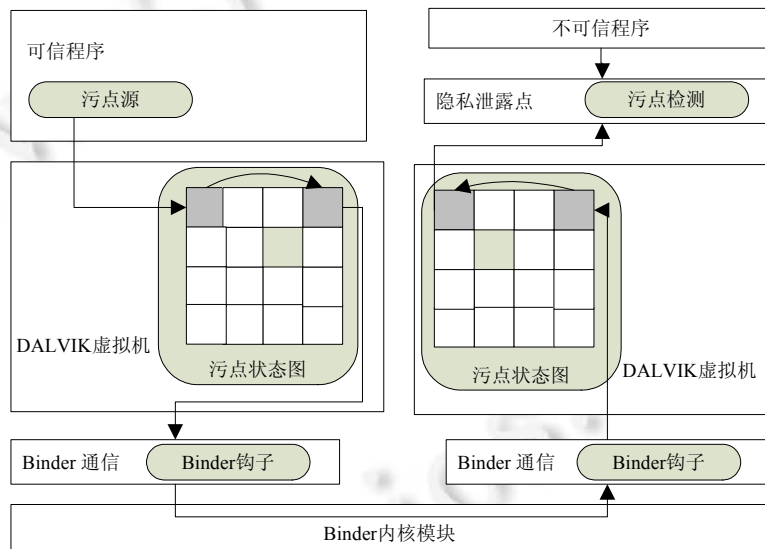 可信程序
污点源
不可信程序
隐私泄露点
污点检测
DALVIK虚拟机
污点状态图
污点状态图
DALVIK虚拟机
Binder 通信
Binder钩子
Binder 通信
Binder钩子
Binder内核模块